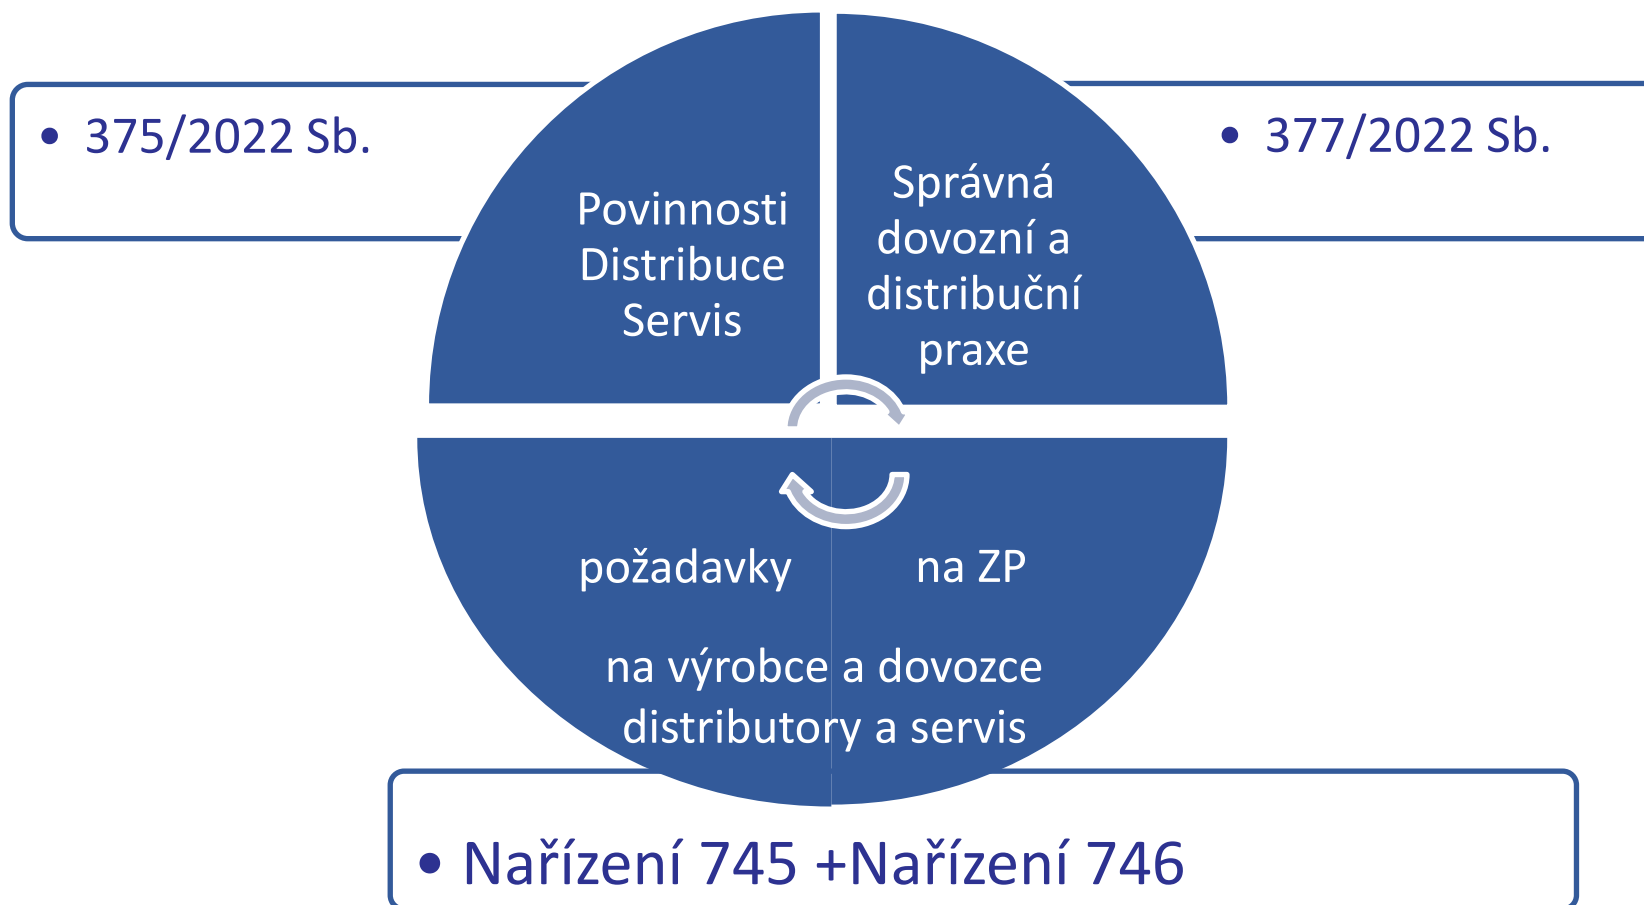 • 375/2022 Sb.
• 377/2022 Sb.
Povinnosti
Distribuce
Servis
Správná
dovozní a
distribuční
praxe
požadavky na ZP
na výrobce a dovozce
distributory a servis
• Nařízení 745 +Nařízení 746